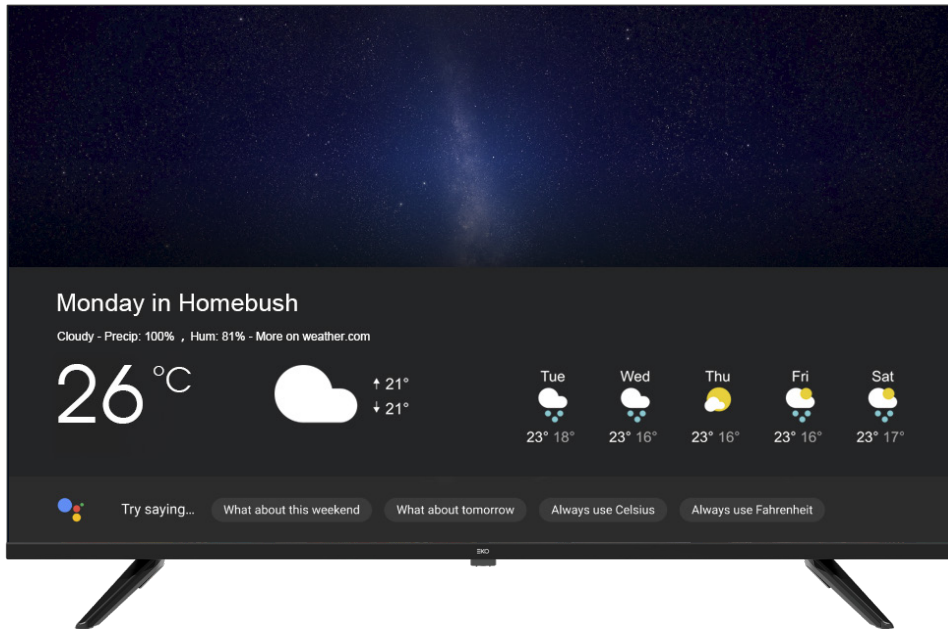 Monday in Homebush
Cloudy - Precip: 100% , Hum: 81% - More on weather.com
26 °C
↑ 21°
↓ 21°
Tue Wed Thu Fri Sat
23° 18° 23° 16° 23° 16° 23° 16° 23° 17°
Try saying... What about this weekend What about tomorrow Always use Celsius Always use Fahrenheit
EKO